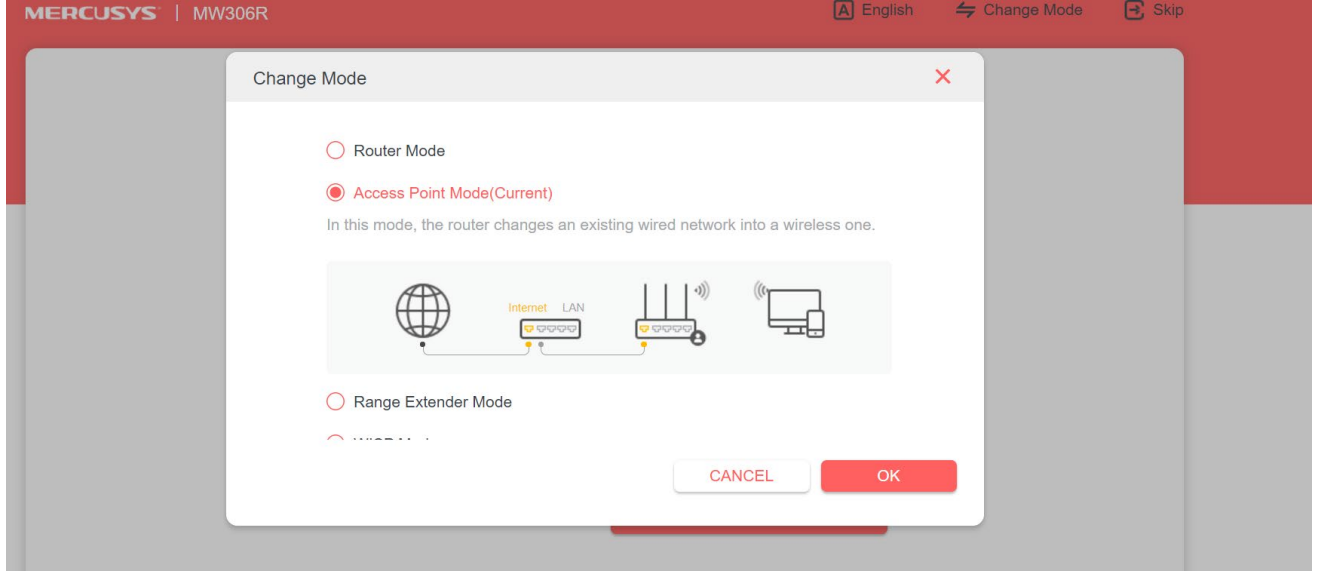 MERCUSYS | MW306R
English
Change Mode
Skip
Change Mode
Router Mode
Access Point Mode(Current)
In this mode, the router changes an existing wired network into a wireless one.
Internet LAN
Range Extender Mode
CANCEL
OK